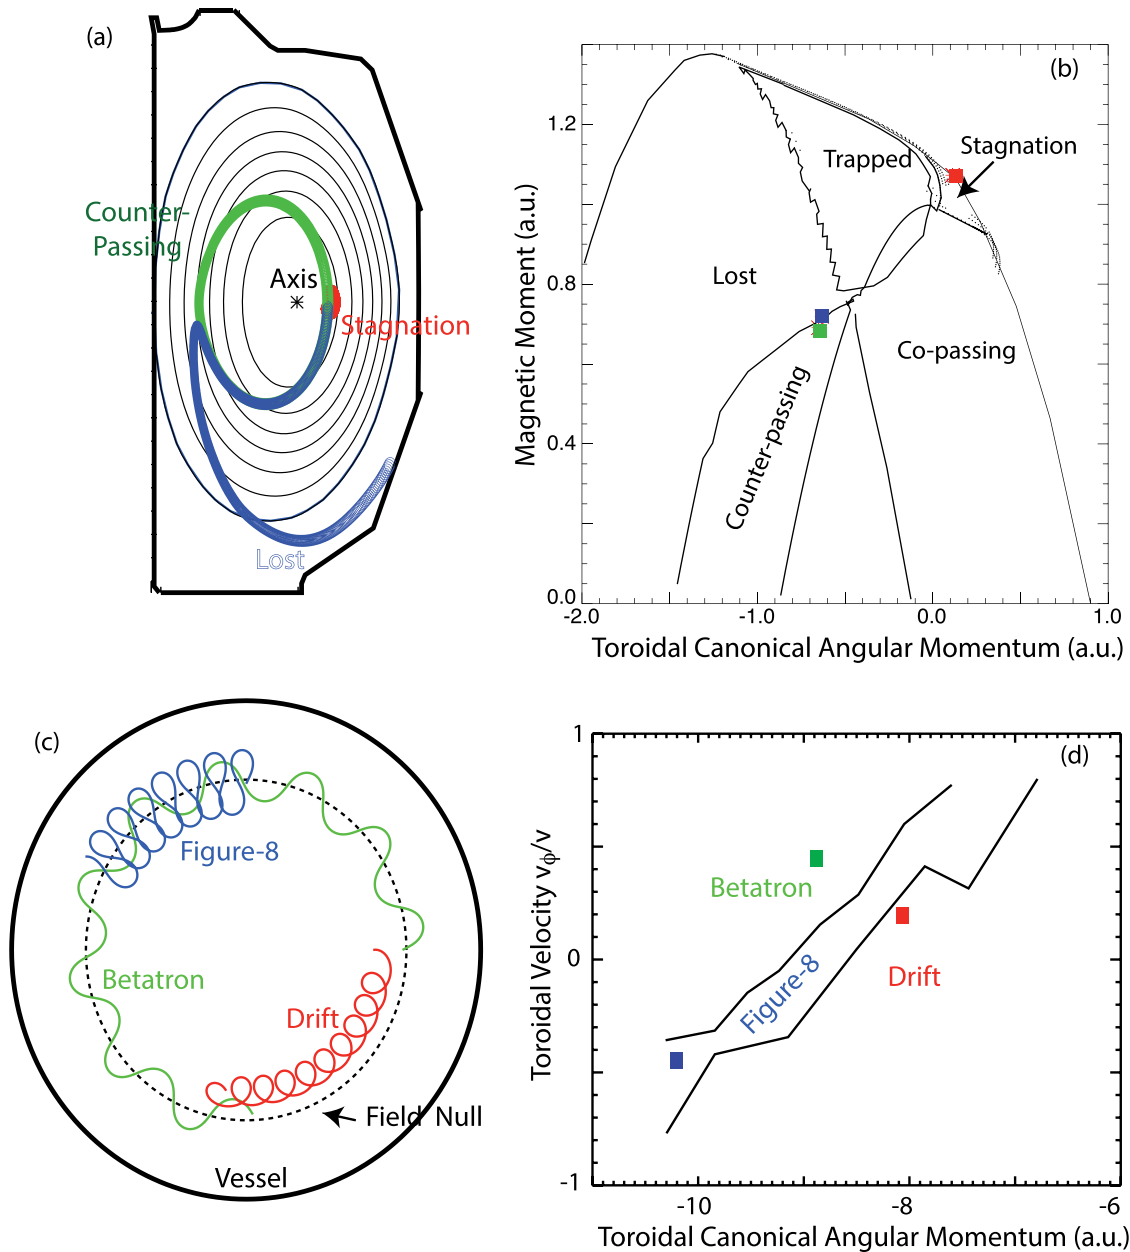 (a)
Counter-
Passing
Axis
Stagnation
Lost
(b)
Magnetic Moment (a.u.)
1.2
0.8
0.4
0.0
Trapped
Stagnation
Lost
Co-passing
Counter-passing
-2.0
-1.0
0.0
1.0
Toroidal Canonical Angular Momentum (a.u.)
(c)
Figure-8
Betatron
Drift
Field Null
Vessel
(d)
Toroidal Velocity vϕ/v
1
0
-1
Betatron
Figure-8
Drift
-10
-8
-6
Toroidal Canonical Angular Momentum (a.u.)